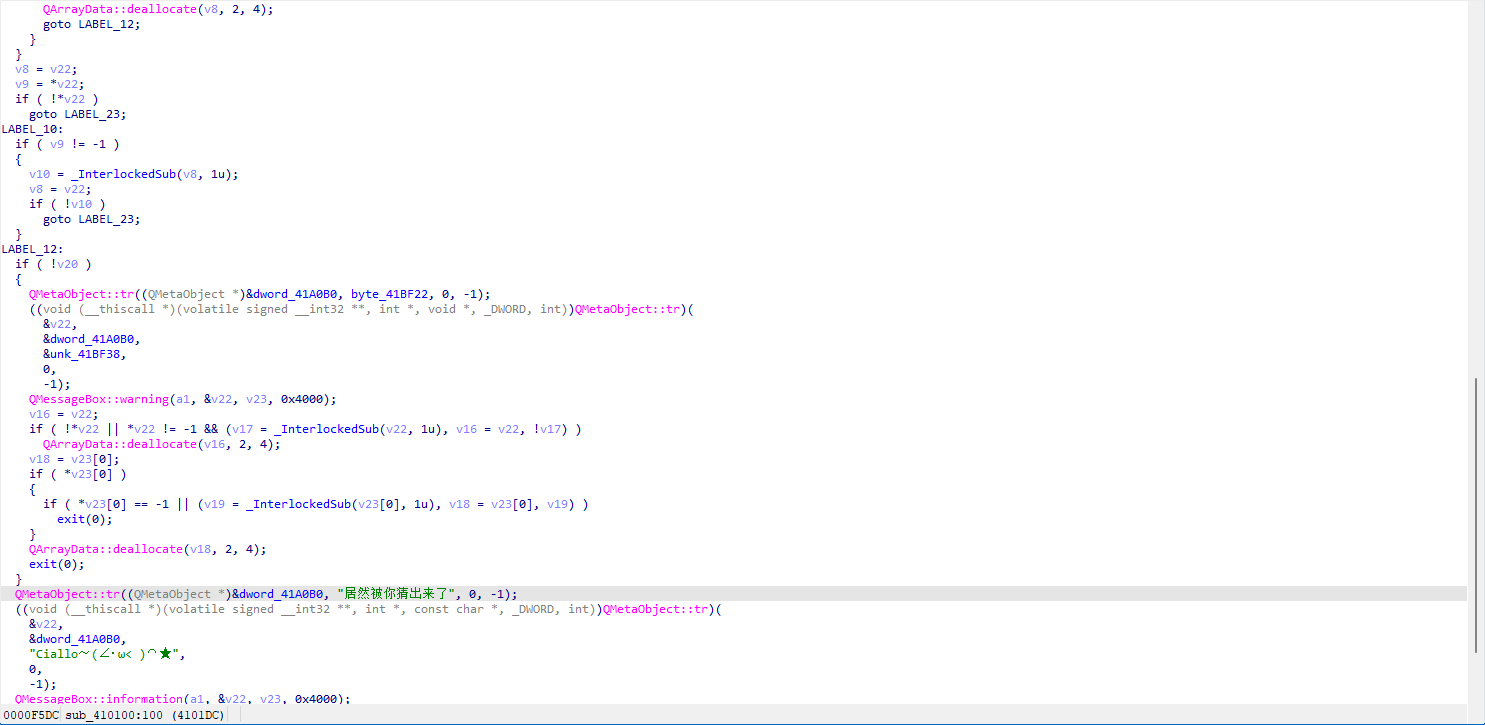 QArrayData::deallocate(v8, 2, 4);
goto LABEL_12;
}
}
v8 = v22;
v9 = *v22;
if ( !*v22 )
goto LABEL_23;
LABEL_10:
if ( v9 != -1 )
{
v10 = _InterlockedSub(v8, 1u);
v8 = v22;
if ( !v10 )
goto LABEL_23;
}
LABEL_12:
if ( !v20 )
{
QMetaObject::tr((QMetaObject *)&dword_41A0B0, byte_41BF22, 0, -1);
((void (__thiscall *)(volatile signed __int32 **, int *, void *, _DWORD, int))QMetaObject::tr)(
&v22,
&dword_41A0B0,
&unk_41BF38,
0,
-1);
QMessageBox::warning(a1, &v22, v23, 0x4000);
v16 = v22;
if ( !*v22 || *v22 != -1 && (v17 = _InterlockedSub(v22, 1u), v16 = v22, !v17) )
QArrayData::deallocate(v16, 2, 4);
v18 = v23[0];
if ( *v23[0] )
{
if ( *v23[0] == -1 || (v19 = _InterlockedSub(v23[0], 1u), v18 = v23[0], v19) )
exit(0);
}
QArrayData::deallocate(v18, 2, 4);
exit(0);
}
QMetaObject::tr((QMetaObject *)&dword_41A0B0, "居然被你猜出来了", 0, -1);
((void (__thiscall *)(volatile signed __int32 **, int *, const char *, _DWORD, int))QMetaObject::tr)(
&v22,
&dword_41A0B0,
"Ciallo～(∠·ω< )⌒★",
0,
-1);
QMessageBox::information(a1, &v22, v23, 0x4000);
0000F5DC sub_410100:100 (4101DC)